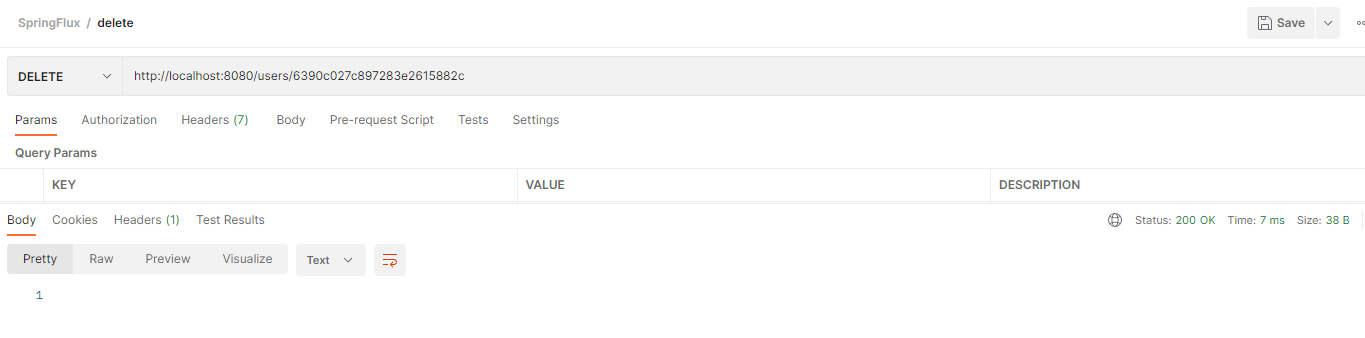 SpringFlux / delete
Save
DELETE http://localhost:8080/users/6390c027c897283e2615882c
Params Authorization Headers (7) Body Pre-request Script Tests Settings
Query Params
KEY VALUE DESCRIPTION
Body Cookies Headers (1) Test Results Status: 200 OK Time: 7 ms Size: 38 B
Pretty Raw Preview Visualize Text
1